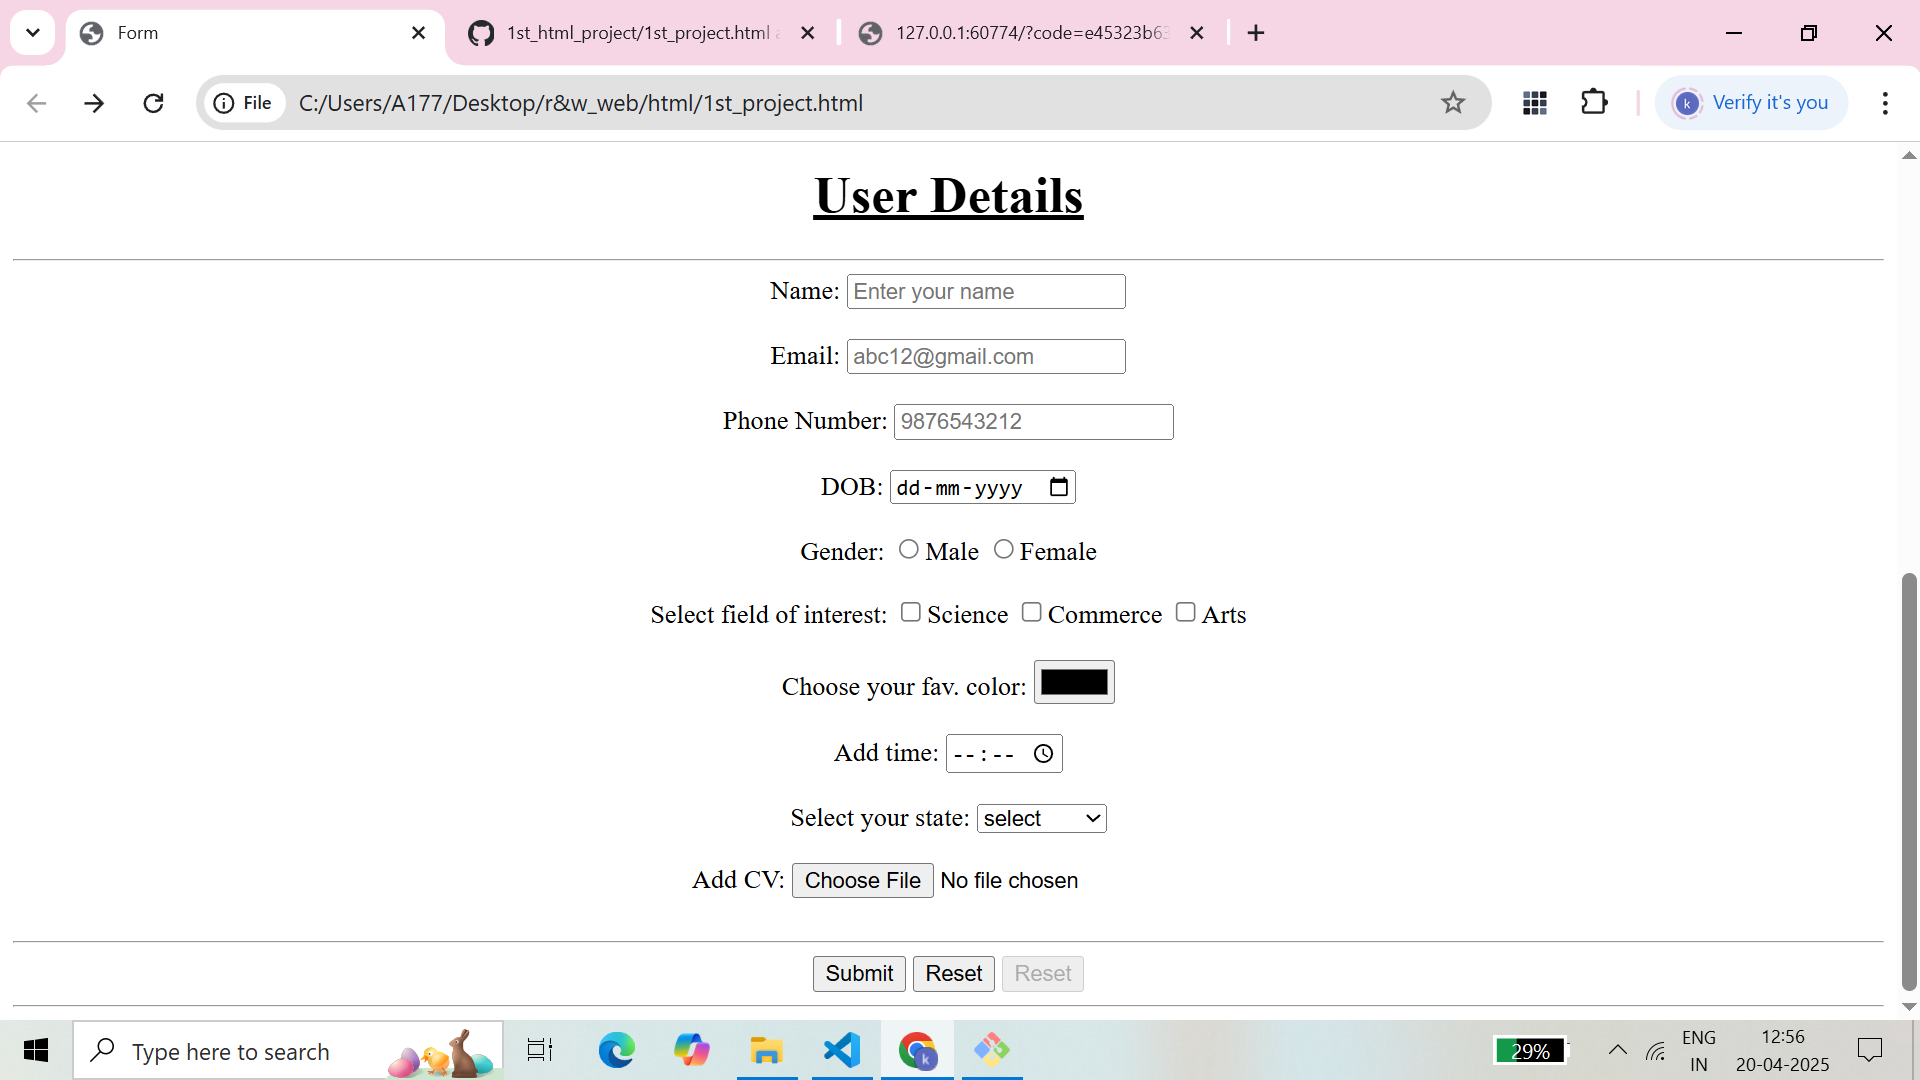 Form
1st_html_project/1st_project.html a
127.0.0.1:60774/?code=e45323b63
File
C:/Users/A177/Desktop/r&w_web/html/1st_project.html
k
Verify it's you
User Details
Name: Enter your name
Email: abc12@gmail.com
Phone Number: 9876543212
DOB: dd-mm-yyyy
Gender: Male Female
Select field of interest: Science Commerce Arts
Choose your fav. color:
Add time: --:--
Select your state: select
Add CV: Choose File No file chosen
Submit Reset Reset
Type here to search
k
29%
ENG
IN
12:56
20-04-2025